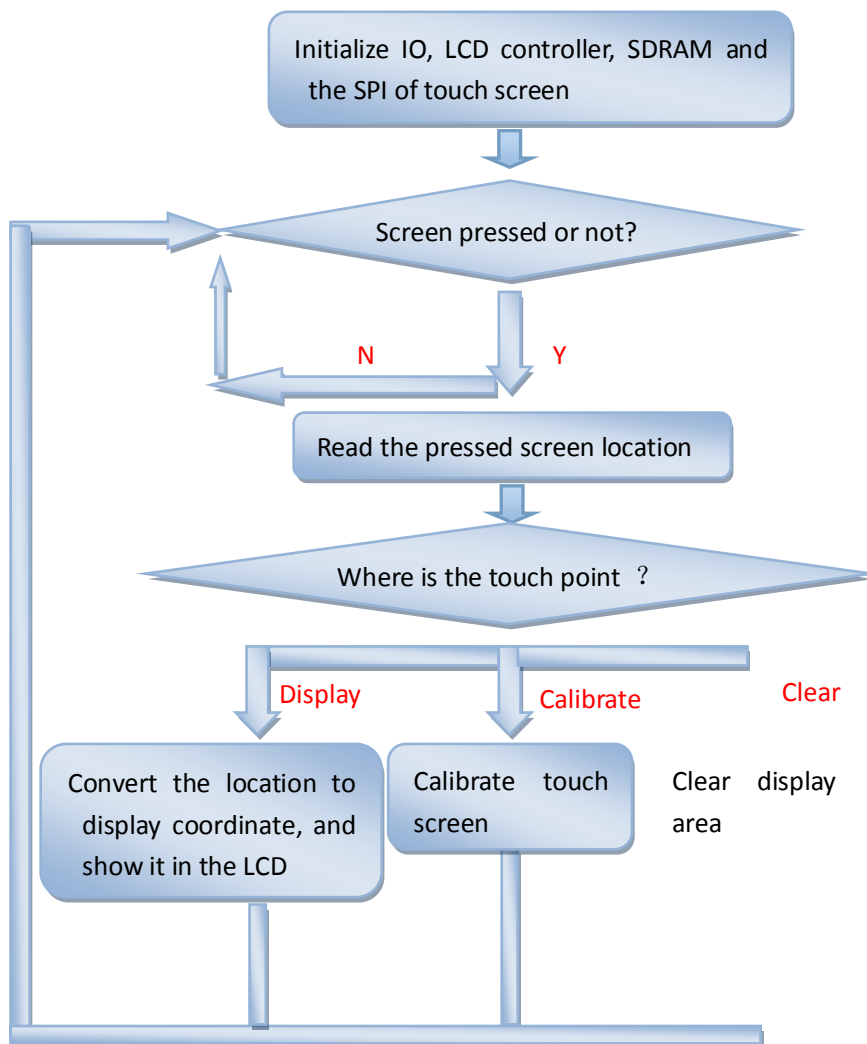 Initialize IO, LCD controller, SDRAM and
the SPI of touch screen
Screen pressed or not?
N
Y
Read the pressed screen location
Where is the touch point ？
Display
Calibrate
Clear
Convert the location to
display coordinate, and
show it in the LCD
Calibrate touch
screen
Clear display
area